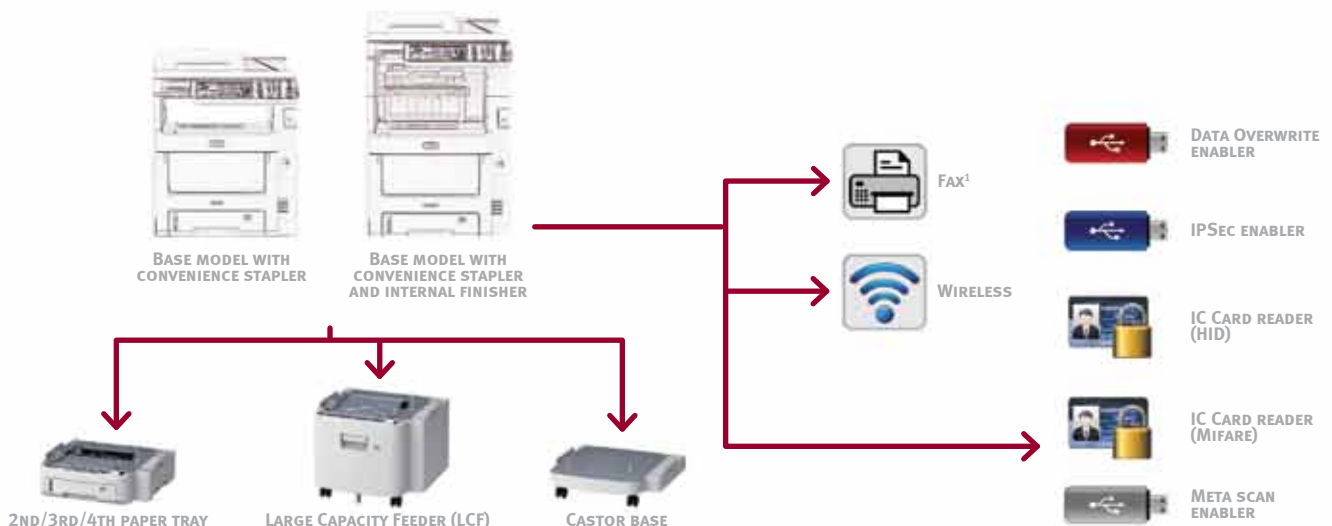 Base model with
convenience stapler
Base model with
convenience stapler
and internal finisher
Fax¹
Wireless
Data Overwrite
enabler
IPSec enabler
IC Card reader
(HID)
IC Card reader
(Mifare)
Meta scan
enabler
2nd/3rd/4th paper tray
Large Capacity Feeder (LCF)
Castor base